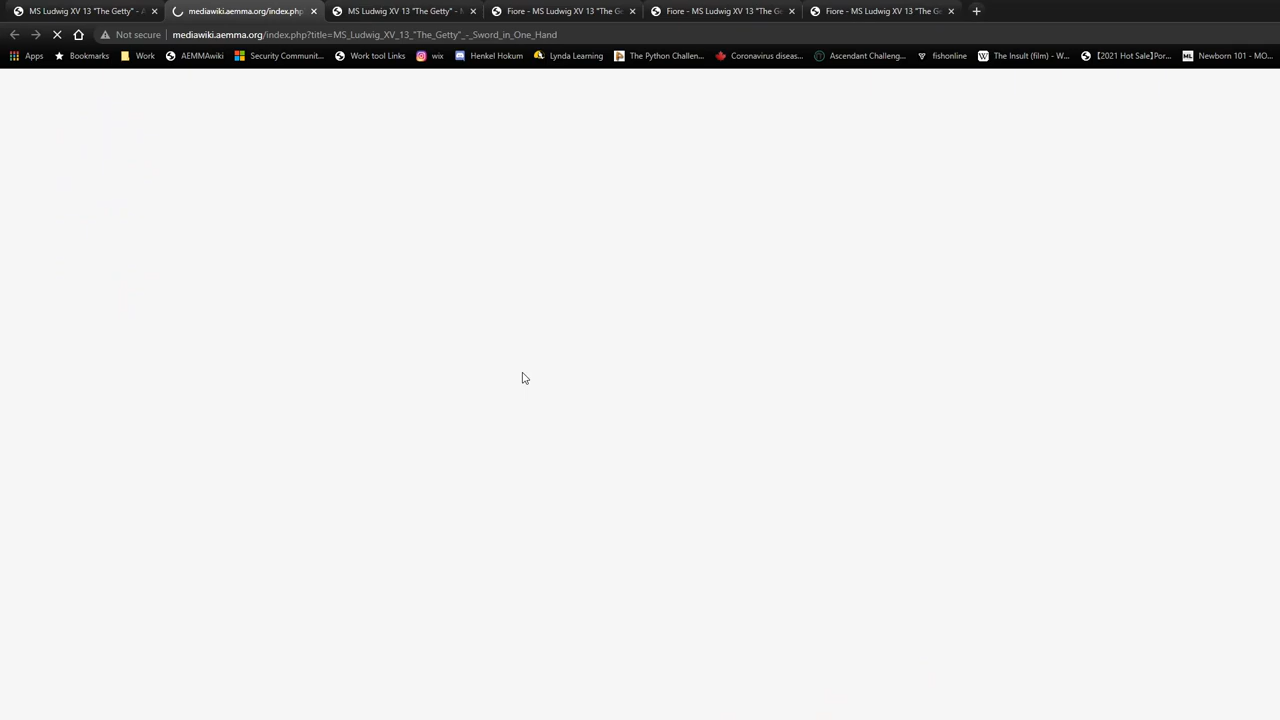 MS Ludwig XV 13 "The Getty" - A
mediawiki.aemma.org/index.php
MS Ludwig XV 13 "The Getty" -
Fiore - MS Ludwig XV 13 "The Ge
Fiore - MS Ludwig XV 13 "The Ge
Fiore - MS Ludwig XV 13 "The Ge
Not secure
mediawiki.aemma.org/index.php?title=MS_Ludwig_XV_13_"The_Getty"_-_Sword_in_One_Hand
Apps
Bookmarks
Work
AEMMAwiki
Security Communit...
Work tool Links
wix
Henkel Hokum
Lynda Learning
The Python Challen...
Coronavirus diseas...
Ascendant Challeng...
fishonline
The Insult (film) - W...
【2021 Hot Sale】Por...
Newborn 101 - MO...